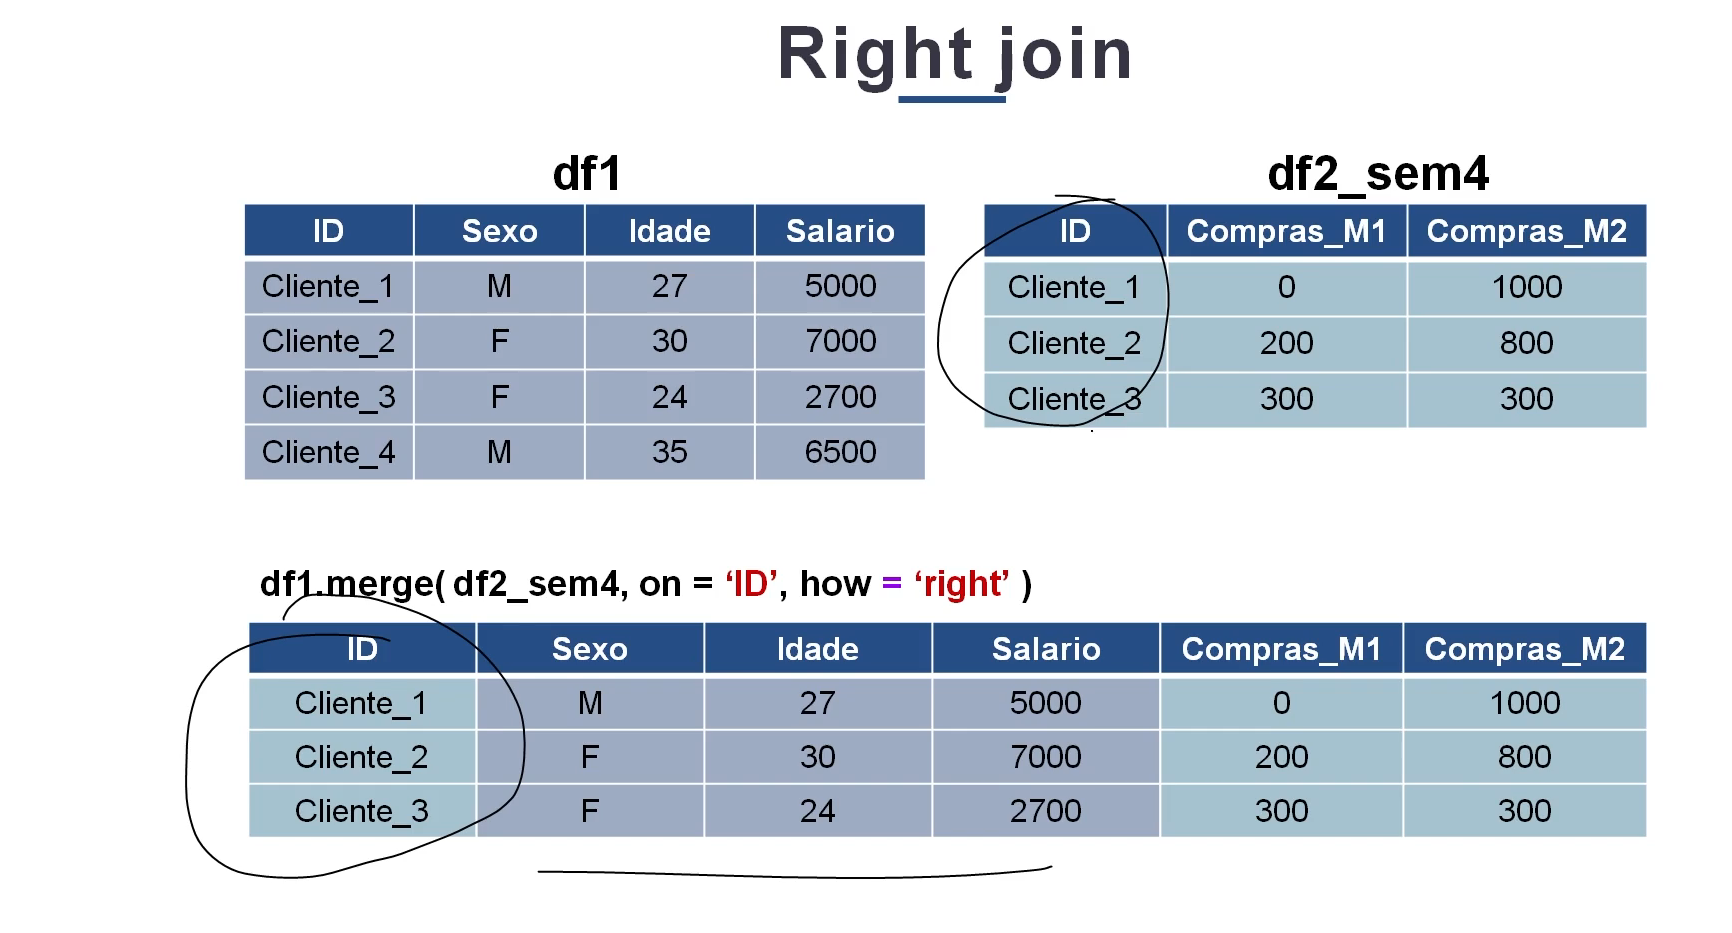 Right join
df1
ID Sexo Idade Salario
Cliente_1 M 27 5000
Cliente_2 F 30 7000
Cliente_3 F 24 2700
Cliente_4 M 35 6500
df2_sem4
ID Compras_M1 Compras_M2
Cliente_1 0 1000
Cliente_2 200 800
Cliente_3 300 300
df1.merge( df2_sem4, on = ‘ID’, how = ‘right’ )
ID Sexo Idade Salario Compras_M1 Compras_M2
Cliente_1 M 27 5000 0 1000
Cliente_2 F 30 7000 200 800
Cliente_3 F 24 2700 300 300